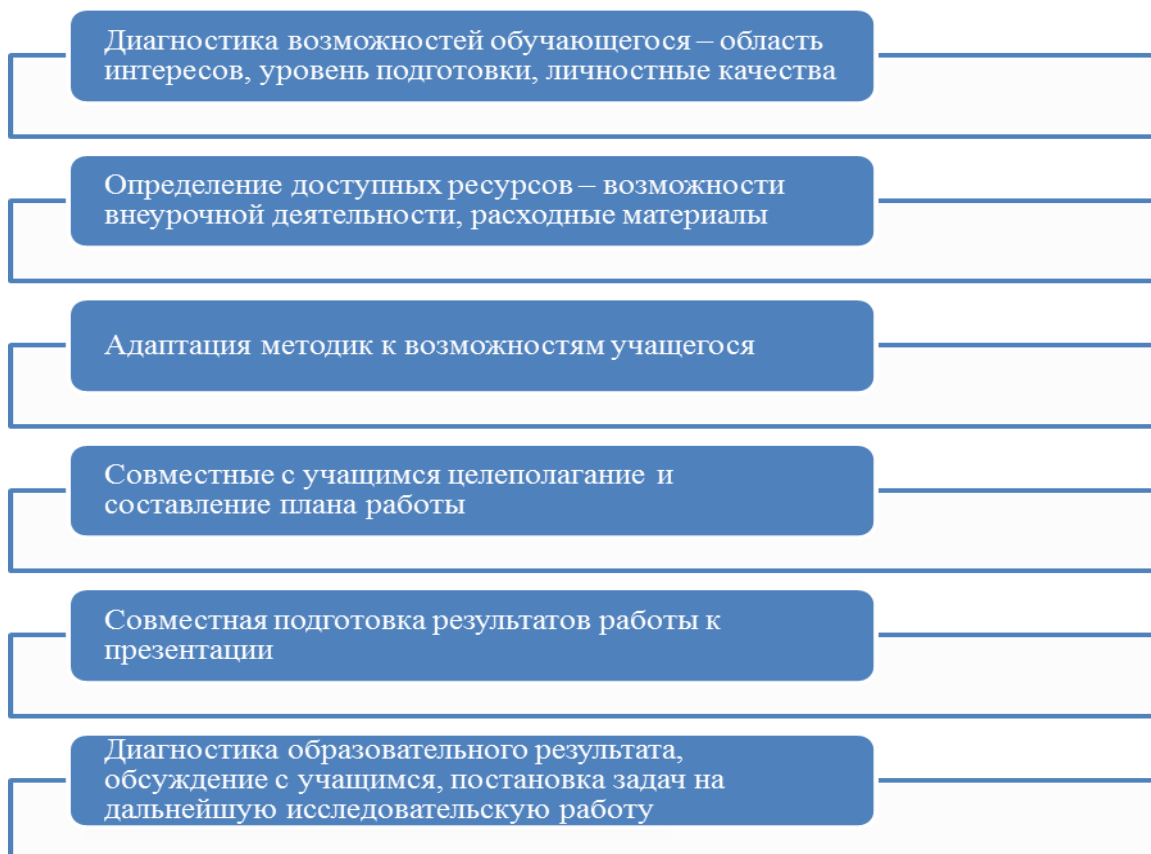 Диагностика возможностей обучающегося – область
интересов, уровень подготовки, личностные качества
Определение доступных ресурсов – возможности
внеурочной деятельности, расходные материалы
Адаптация методик к возможностям учащегося
Совместные с учащимся целеполагание и
составление плана работы
Совместная подготовка результатов работы к
презентации
Диагностика образовательного результата,
обсуждение с учащимся, постановка задач на
дальнейшую исследовательскую работу